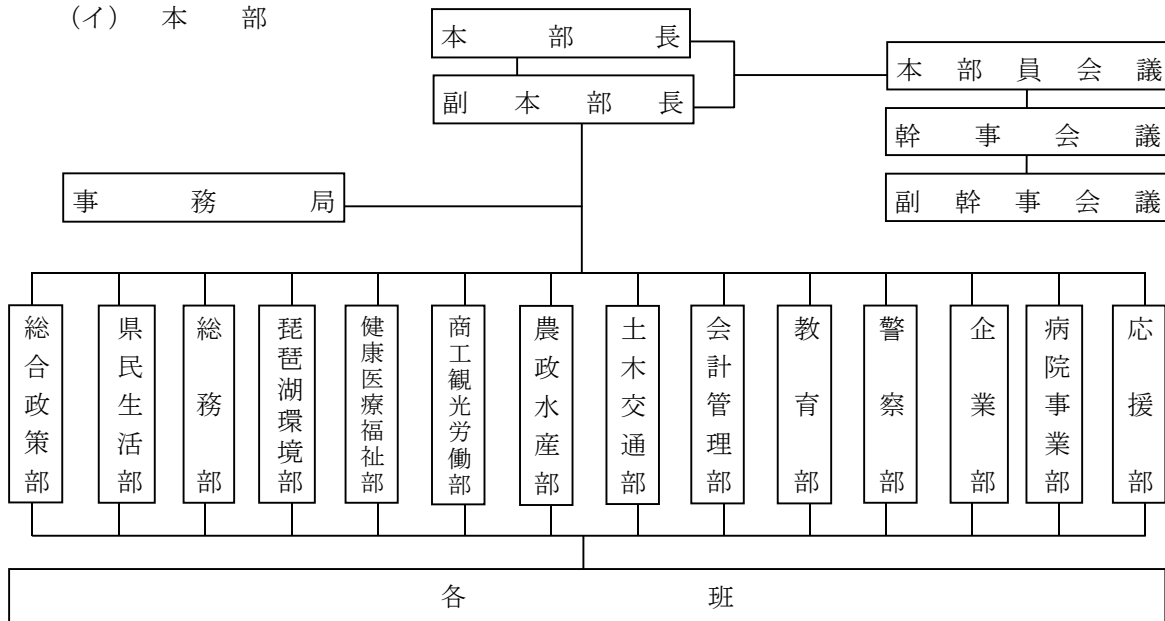 (イ) 本部
本部長
副本部長
本部員会議
幹事会議
副幹事会議
事務局
総合政策部
県民生活部
総務部
琵琶湖環境部
健康医療福祉部
商工観光労働部
農政水産部
土木交通部
会計管理部
教育部
警察部
企業部
病院事業部
応援部
各班